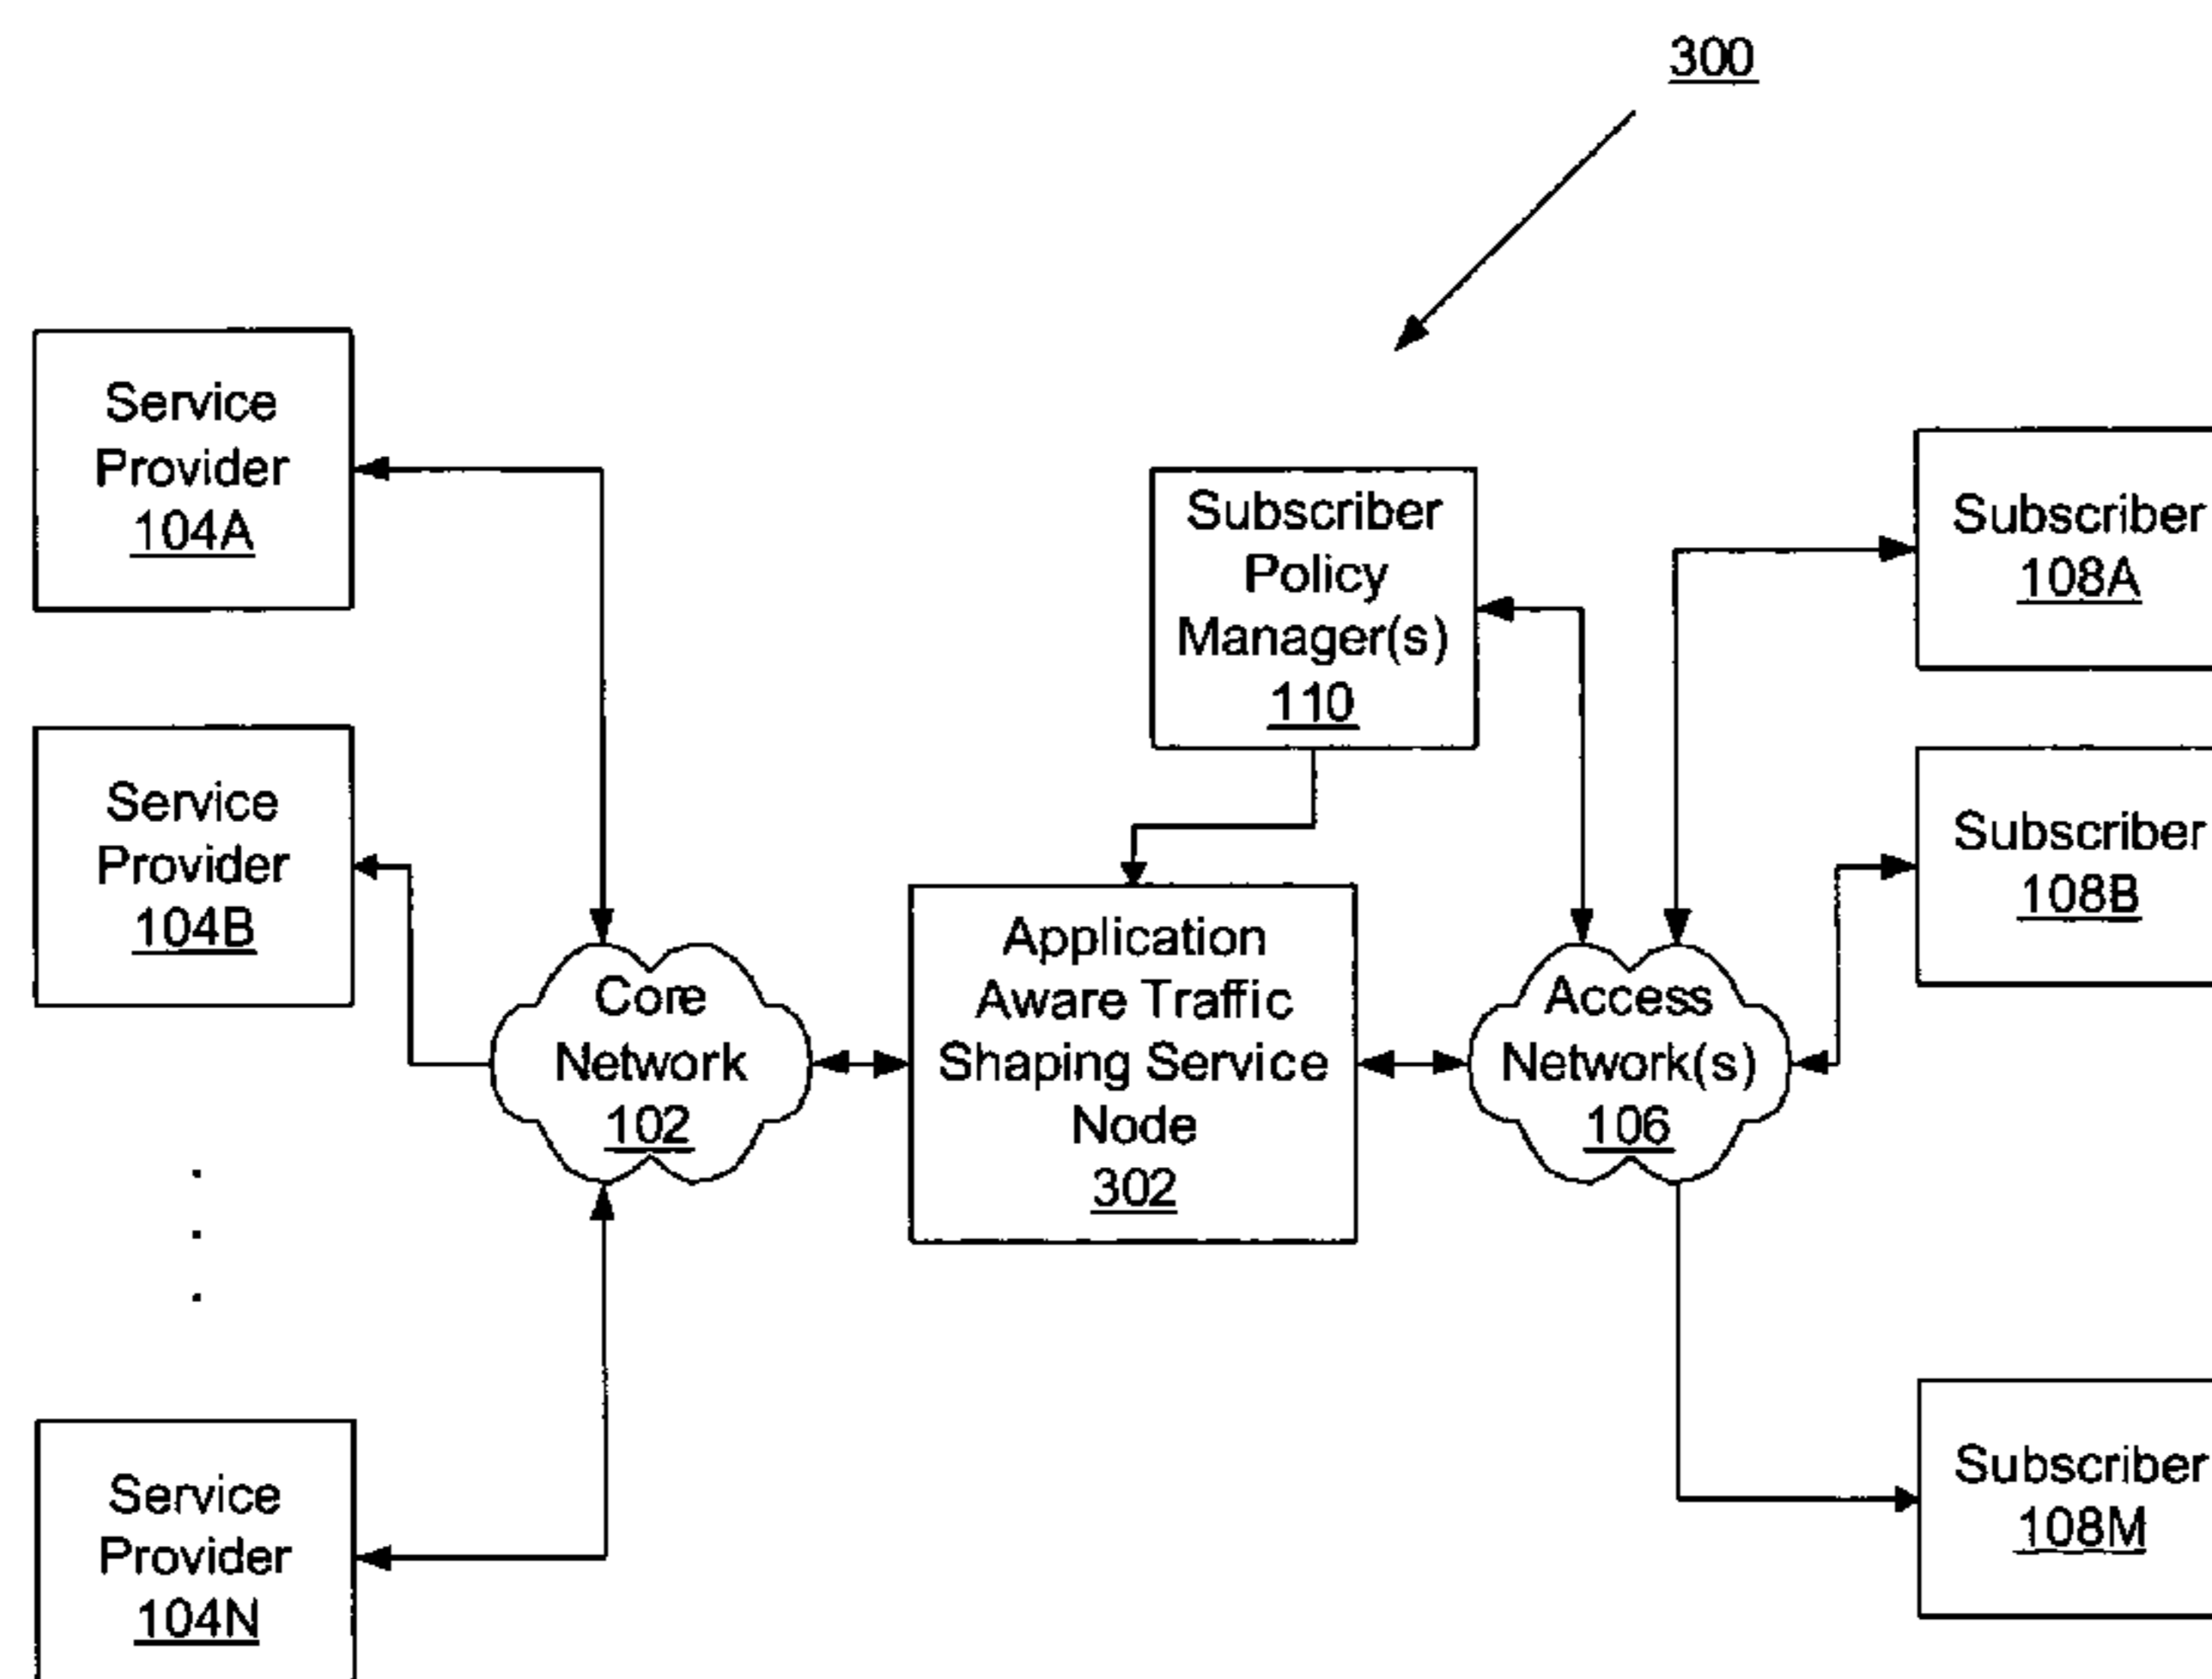 300
Service
Provider
104A
Subscriber
Policy
Manager(s)
110
Subscriber
108A
Service
Provider
104B
Subscriber
108B
Core
Network
102
Application
Aware Traffic
Shaping Service
Node
302
Access
Network(s)
106
Service
Provider
104N
Subscriber
108M